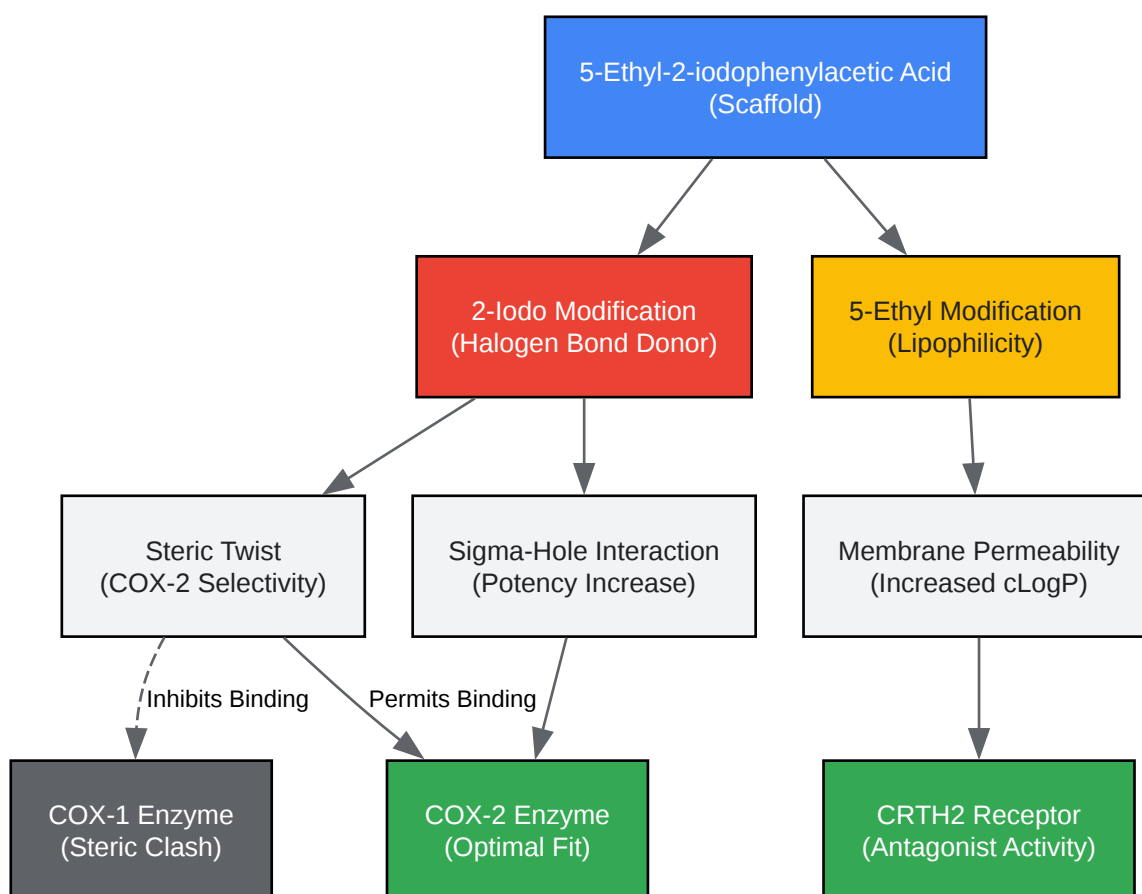 5-Ethyl-2-iodophenylacetic Acid
(Scaffold)
2-Iodo Modification
(Halogen Bond Donor)
5-Ethyl Modification
(Lipophilicity)
Steric Twist
(COX-2 Selectivity)
Sigma-Hole Interaction
(Potency Increase)
Membrane Permeability
(Increased cLogP)
Inhibits Binding
Permits Binding
COX-1 Enzyme
(Steric Clash)
COX-2 Enzyme
(Optimal Fit)
CRTH2 Receptor
(Antagonist Activity)